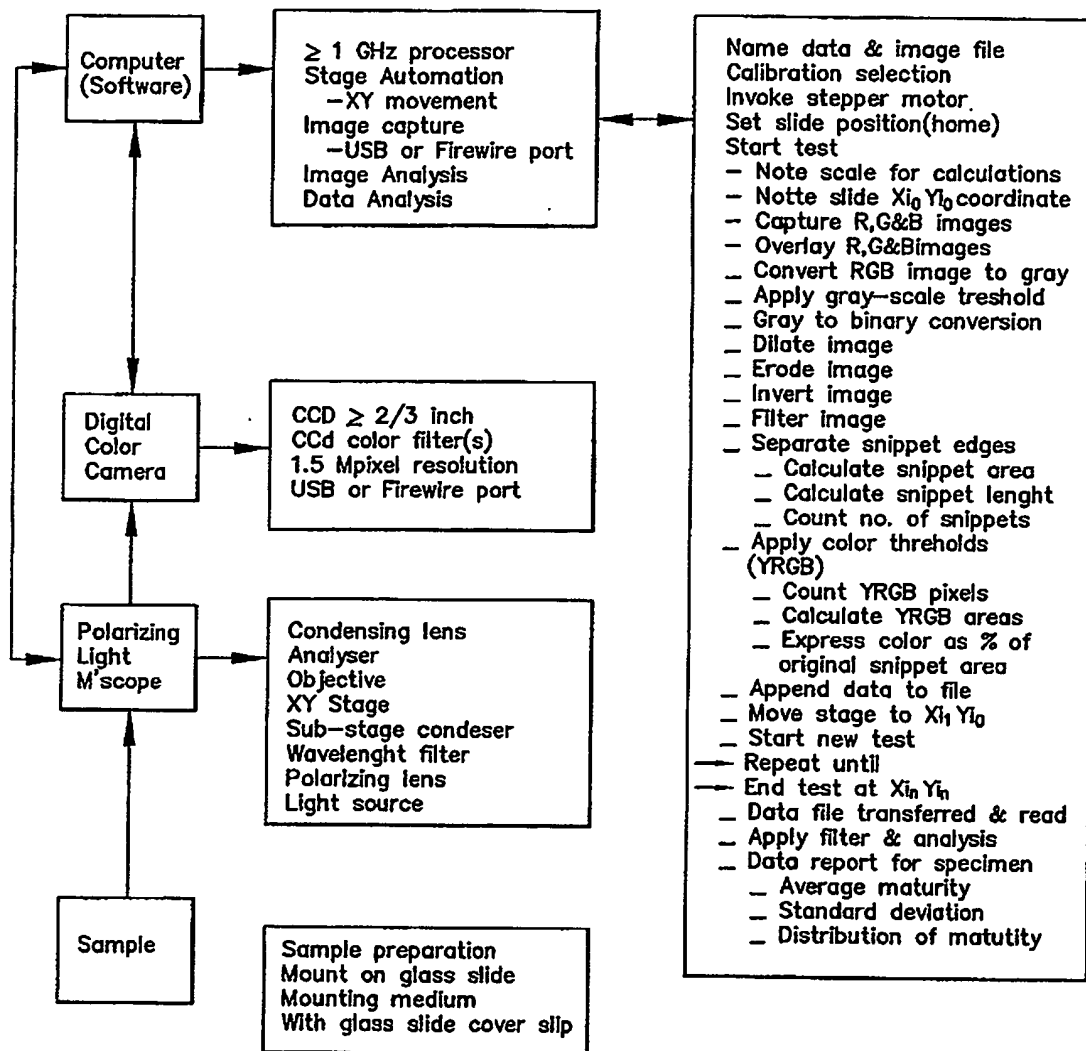 Computer
(Software)
≥ 1 GHz processor
Stage Automation
-XY movement
Image capture
-USB or Firewire port
Image Analysis
Data Analysis
Digital
Color
Camera
CCD ≥ 2/3 inch
CCd color filter(s)
1.5 Mpixel resolution
USB or Firewire port
Polarizing
Light
M'scope
Condensing lens
Analyser
Objective
XY Stage
Sub-stage condeser
Wavelenght filter
Polarizing lens
Light source
Sample
Sample preparation
Mount on glass slide
Mounting medium
With glass slide cover slip
Name data & image file
Calibration selection
Invoke stepper motor.
Set slide position(home)
Start test
- Note scale for calculations
- Notte slide Xi₀ Yi₀ coordinate
- Capture R,G&B images
- Overlay R,G&Bimages
_ Convert RGB image to gray
_ Apply gray-scale treshold
_ Gray to binary conversion
_ Dilate image
_ Erode image
_ Invert image
_ Filter image
_ Separate snippet edges
_ Calculate snippet area
_ Calculate snippet lenght
_ Count no. of snippets
_ Apply color threholds
(YRGB)
_ Count YRGB pixels
_ Calculate YRGB areas
_ Express color as % of
original snippet area
_ Append data to file
_ Move stage to Xi₁ Yi₀
_ Start new test
→ Repeat until
→ End test at Xiₙ Yiₙ
_ Data file transferred & read
_ Apply filter & analysis
_ Data report for specimen
_ Average maturity
_ Standard deviation
_ Distribution of matutity